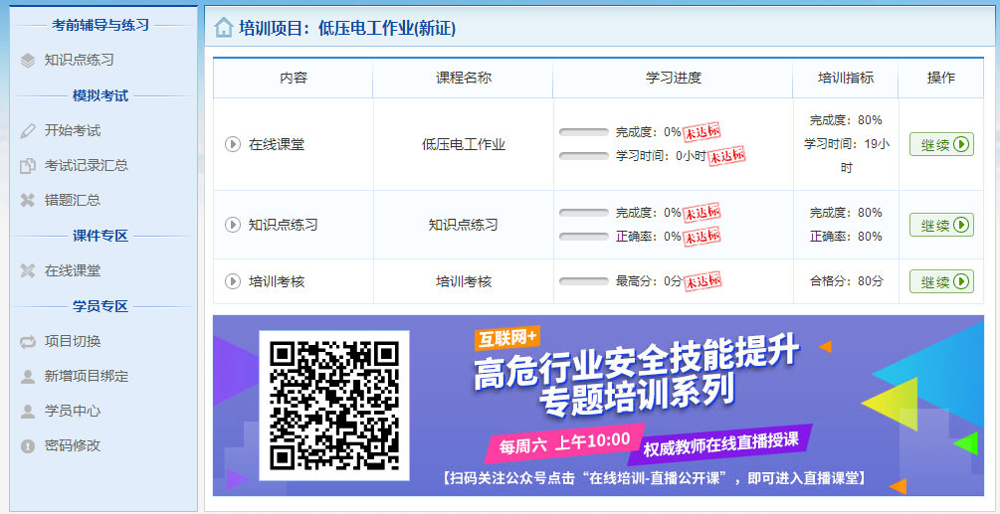 考前辅导与练习
知识点练习
模拟考试
开始考试
考试记录汇总
错题汇总
课件专区
在线课堂
学员专区
项目切换
新增项目绑定
学员中心
密码修改
培训项目：低压电工作业(新证)
内容 课程名称 学习进度 培训指标 操作
在线课堂 低压电工作业 完成度：0% 未达标
学习时间：0小时 未达标
完成度：80%
学习时间：19小
时
继续
知识点练习 知识点练习 完成度：0% 未达标
正确率：0% 未达标
完成度：80%
正确率：80%
继续
培训考核 培训考核 最高分：0分 未达标 合格分：80分 继续
互联网+
高危行业安全技能提升
专题培训系列
每周六 上午10:00
权威教师在线直播授课
【扫码关注公众号点击“在线培训-直播公开课”，即可进入直播课堂】